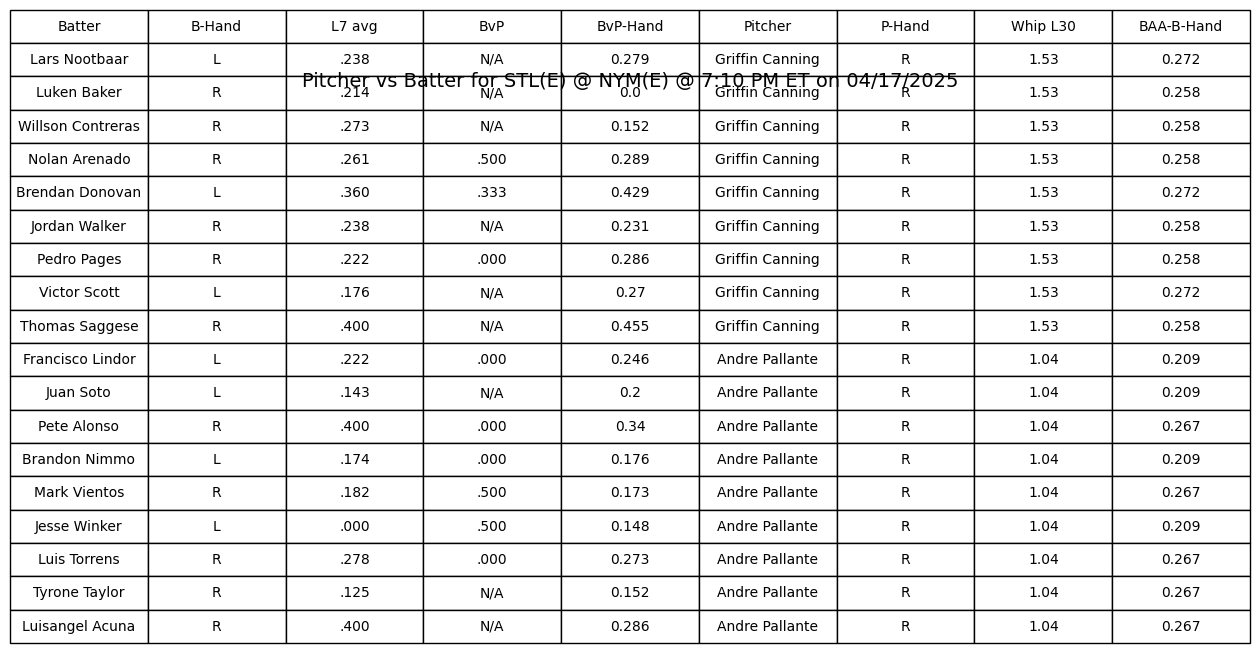 Batter B-Hand L7 avg BvP BvP-Hand Pitcher P-Hand Whip L30 BAA-B-Hand
Lars Nootbaar L .238 N/A 0.279 Griffin Canning R 1.53 0.272
Pitcher vs Batter for STL(E) @ NYM(E) @ 7:10 PM ET on 04/17/2025
Luken Baker R .214 N/A 0.0 Griffin Canning R 1.53 0.258
Willson Contreras R .273 N/A 0.152 Griffin Canning R 1.53 0.258
Nolan Arenado R .261 .500 0.289 Griffin Canning R 1.53 0.258
Brendan Donovan L .360 .333 0.429 Griffin Canning R 1.53 0.272
Jordan Walker R .238 N/A 0.231 Griffin Canning R 1.53 0.258
Pedro Pages R .222 .000 0.286 Griffin Canning R 1.53 0.258
Victor Scott L .176 N/A 0.27 Griffin Canning R 1.53 0.272
Thomas Saggese R .400 N/A 0.455 Griffin Canning R 1.53 0.258
Francisco Lindor L .222 .000 0.246 Andre Pallante R 1.04 0.209
Juan Soto L .143 N/A 0.2 Andre Pallante R 1.04 0.209
Pete Alonso R .400 .000 0.34 Andre Pallante R 1.04 0.267
Brandon Nimmo L .174 .000 0.176 Andre Pallante R 1.04 0.209
Mark Vientos R .182 .500 0.173 Andre Pallante R 1.04 0.267
Jesse Winker L .000 .500 0.148 Andre Pallante R 1.04 0.209
Luis Torrens R .278 .000 0.273 Andre Pallante R 1.04 0.267
Tyrone Taylor R .125 N/A 0.152 Andre Pallante R 1.04 0.267
Luisangel Acuna R .400 N/A 0.286 Andre Pallante R 1.04 0.267